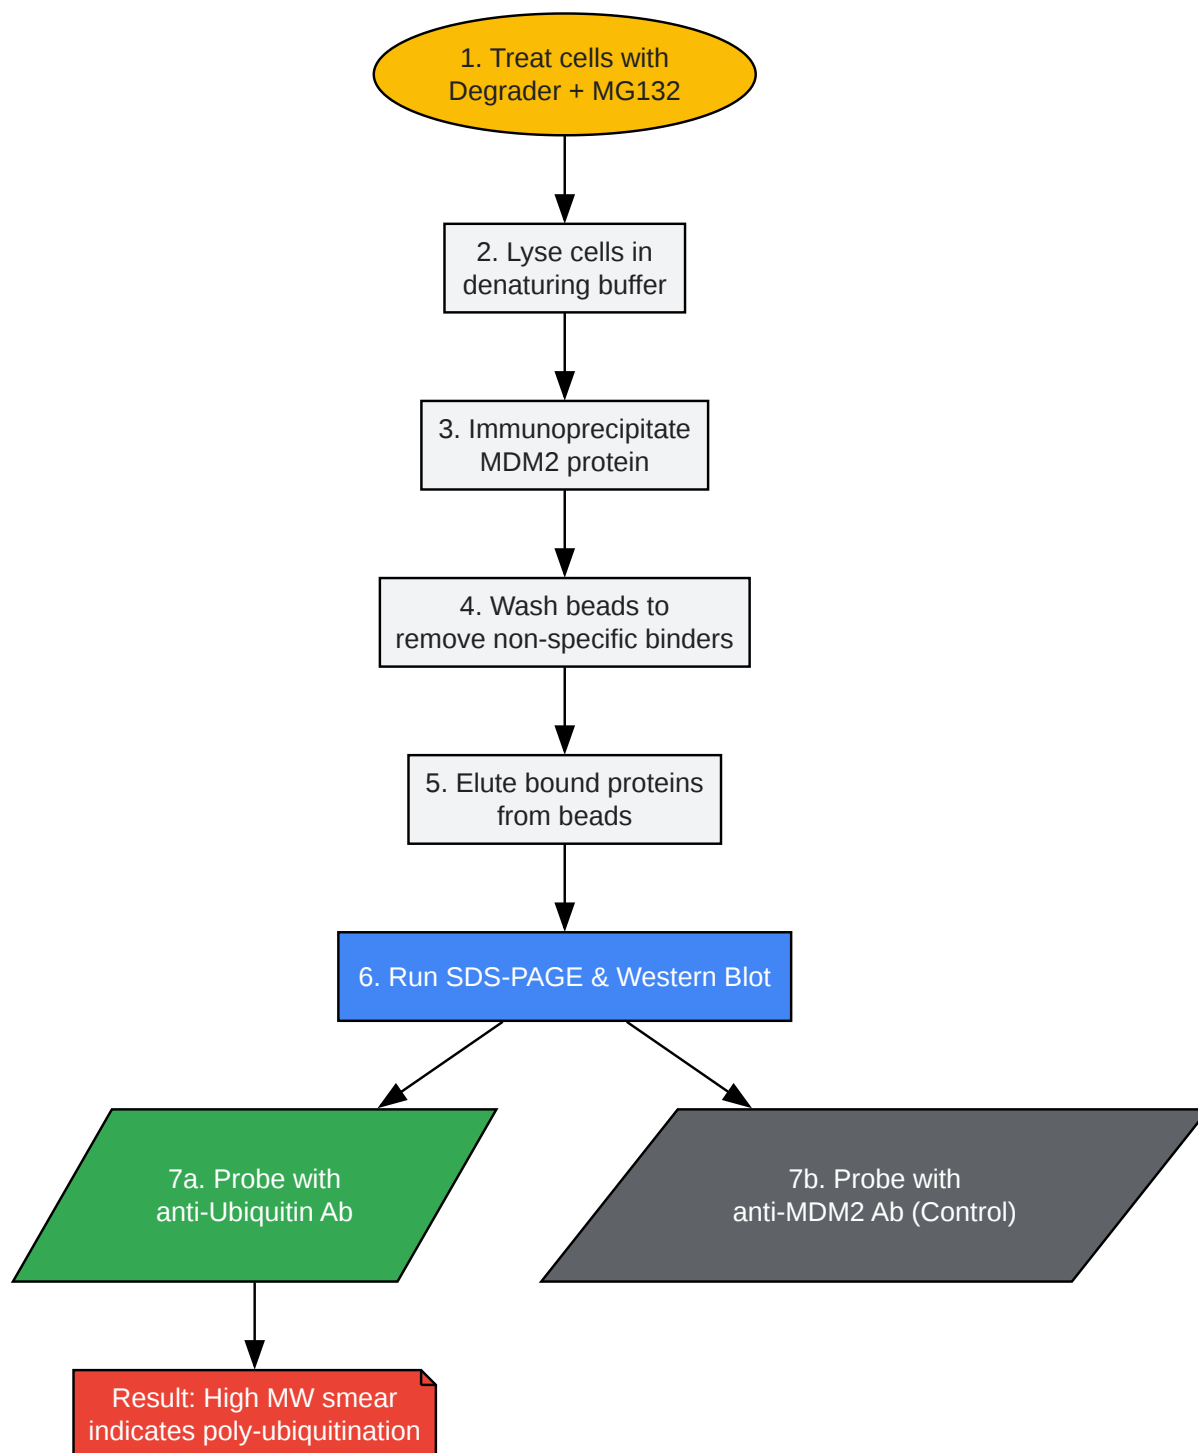 1. Treat cells with
Degrader + MG132
2. Lyse cells in
denaturing buffer
3. Immunoprecipitate
MDM2 protein
4. Wash beads to
remove non-specific binders
5. Elute bound proteins
from beads
6. Run SDS-PAGE & Western Blot
7a. Probe with
anti-Ubiquitin Ab
7b. Probe with
anti-MDM2 Ab (Control)
Result: High MW smear
indicates poly-ubiquitination